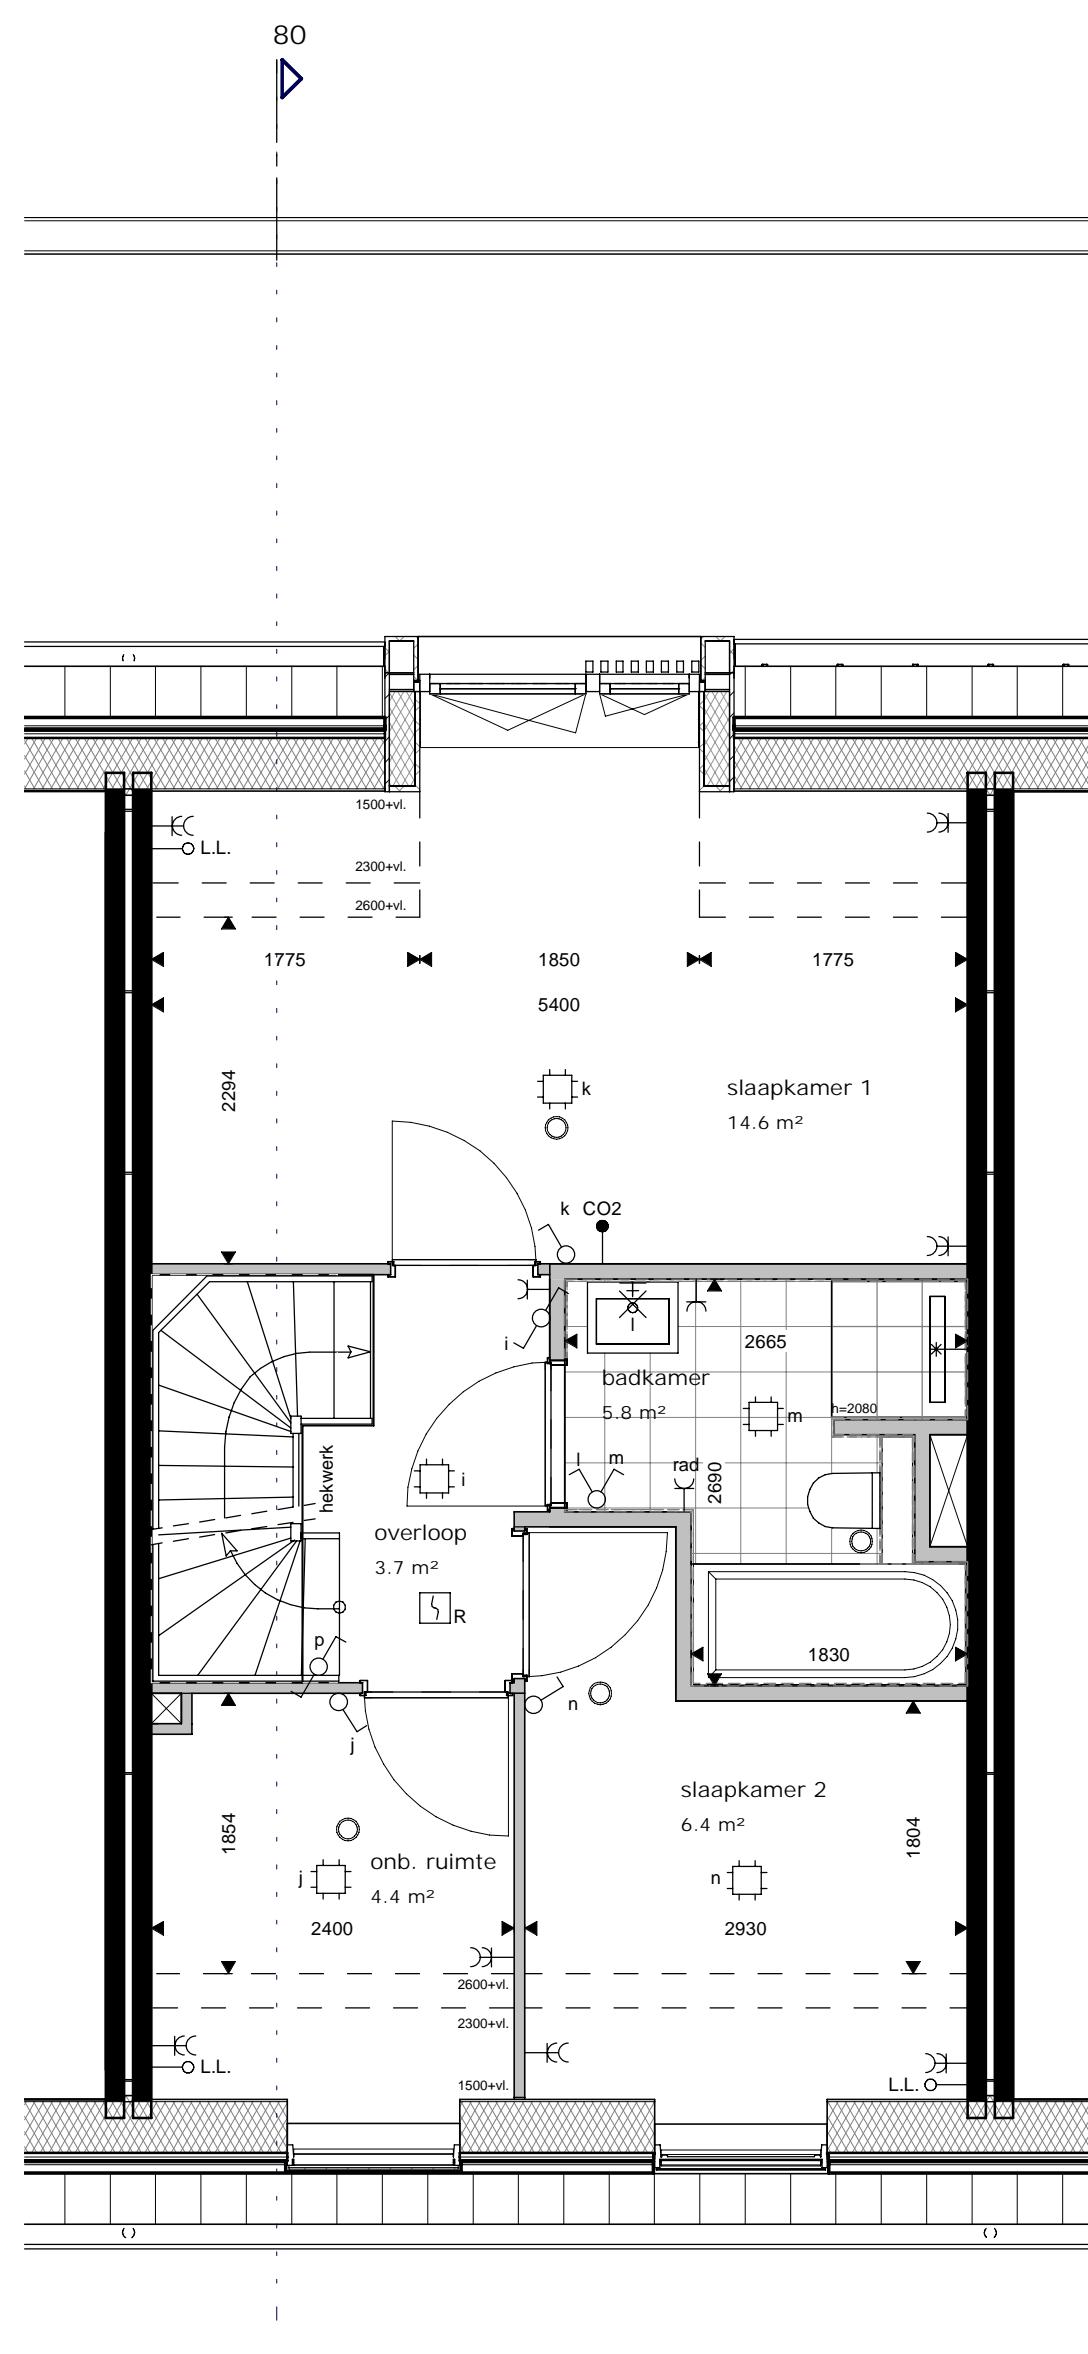 80
1500+vl.
L.L.
2300+vl.
2600+vl.
1775
1850
1775
5400
2294
k
slaapkamer 1
14.6 m²
k CO2
i
2665
badkamer
5.8 m²
h=2080
m
l
m
rad
2690
hekwerk
i
overloop
3.7 m²
R
p
1830
n
j
slaapkamer 2
6.4 m²
1854
1804
onb. ruimte
j
4.4 m²
n
2400
2930
2600+vl.
2300+vl.
L.L.
1500+vl.
L.L.